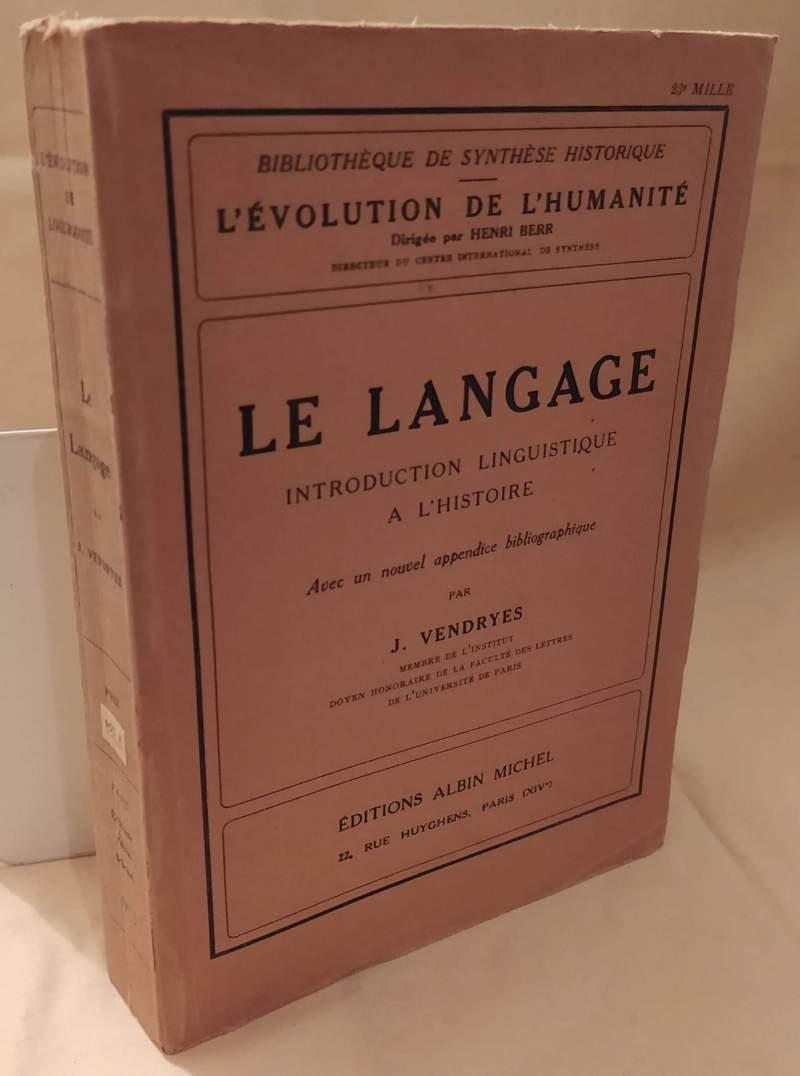 23e MILLE
BIBLIOTHÈQUE DE SYNTHÈSE HISTORIQUE
L'ÉVOLUTION DE L'HUMANITÉ
Dirigée par HENRI BERR
DIRECTEUR DU CENTRE INTERNATIONAL DE SYNTHÈSE
LE LANGAGE
INTRODUCTION LINGUISTIQUE
A L'HISTOIRE
Avec un nouvel appendice bibliographique
PAR
J. VENDRYES
MEMBRE DE L'INSTITUT
DOYEN HONORAIRE DE LA FACULTÉ DES LETTRES
DE L'UNIVERSITÉ DE PARIS
ÉDITIONS ALBIN MICHEL
22, RUE HUYGHENS, PARIS (XIVe)
L'ÉVOLUTION
DE
L'HUMANITÉ
Le
Langage
J. VENDRYES